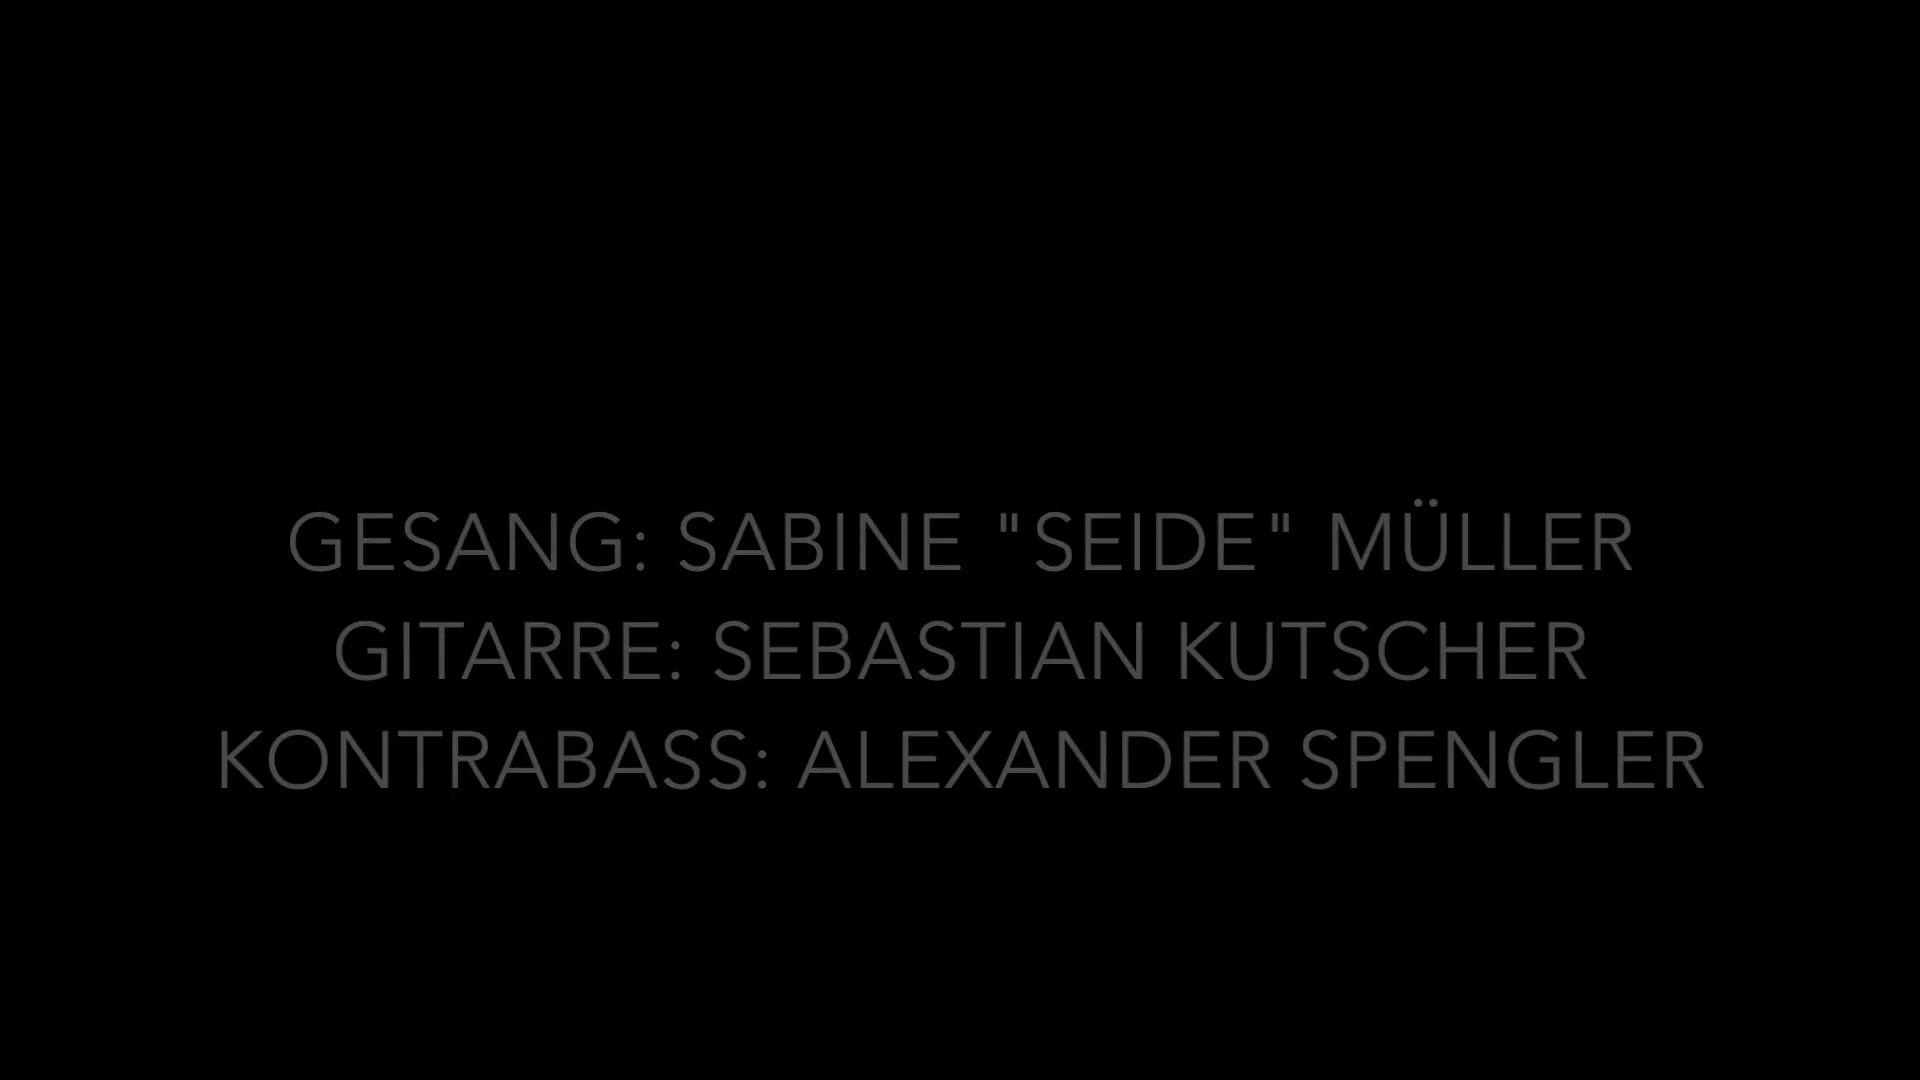 GESANG: SABINE "SEIDE" MÜLLER
GITARRE: SEBASTIAN KUTSCHER
KONTRABASS: ALEXANDER SPENGLER